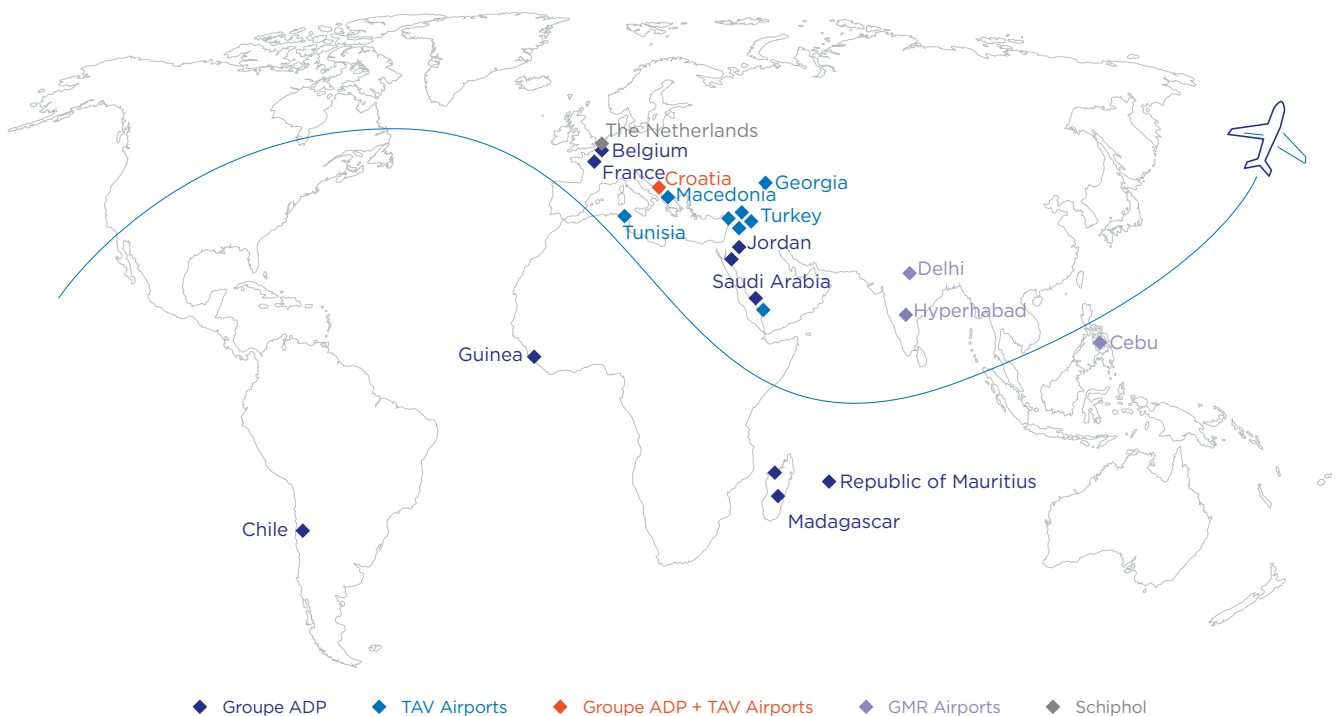 The Netherlands
Belgium
France
Croatia
Georgia
Macedonia
Turkey
Tunisia
Jordan
Delhi
Saudi Arabia
Hyperhabad
Cebu
Guinea
Republic of Mauritius
Madagascar
Chile
Groupe ADP TAV Airports Groupe ADP + TAV Airports GMR Airports Schiphol